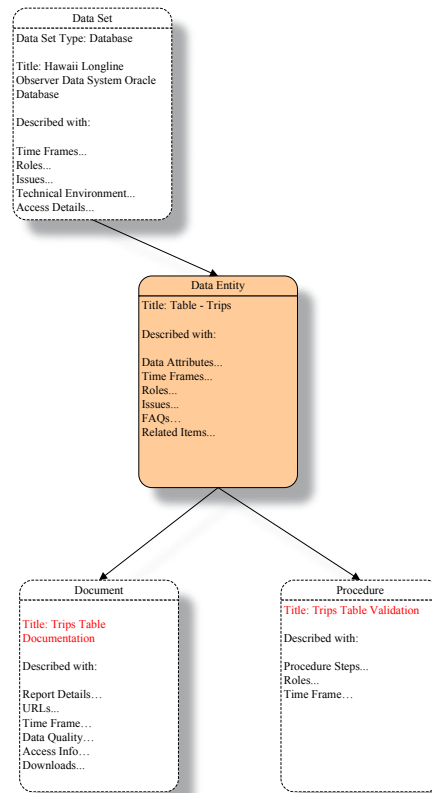 Data Set
Data Set Type: Database
Title: Hawaii Longline
Observer Data System Oracle
Database
Described with:
Time Frames...
Roles...
Issues...
Technical Environment...
Access Details...
Data Entity
Title: Table - Trips
Described with:
Data Attributes...
Time Frames...
Roles...
Issues...
FAQs…
Related Items...
Document
Title: Trips Table
Documentation
Described with:
Report Details…
URLs...
Time Frame…
Data Quality…
Access Info…
Downloads...
Procedure
Title: Trips Table Validation
Described with:
Procedure Steps...
Roles...
Time Frame…